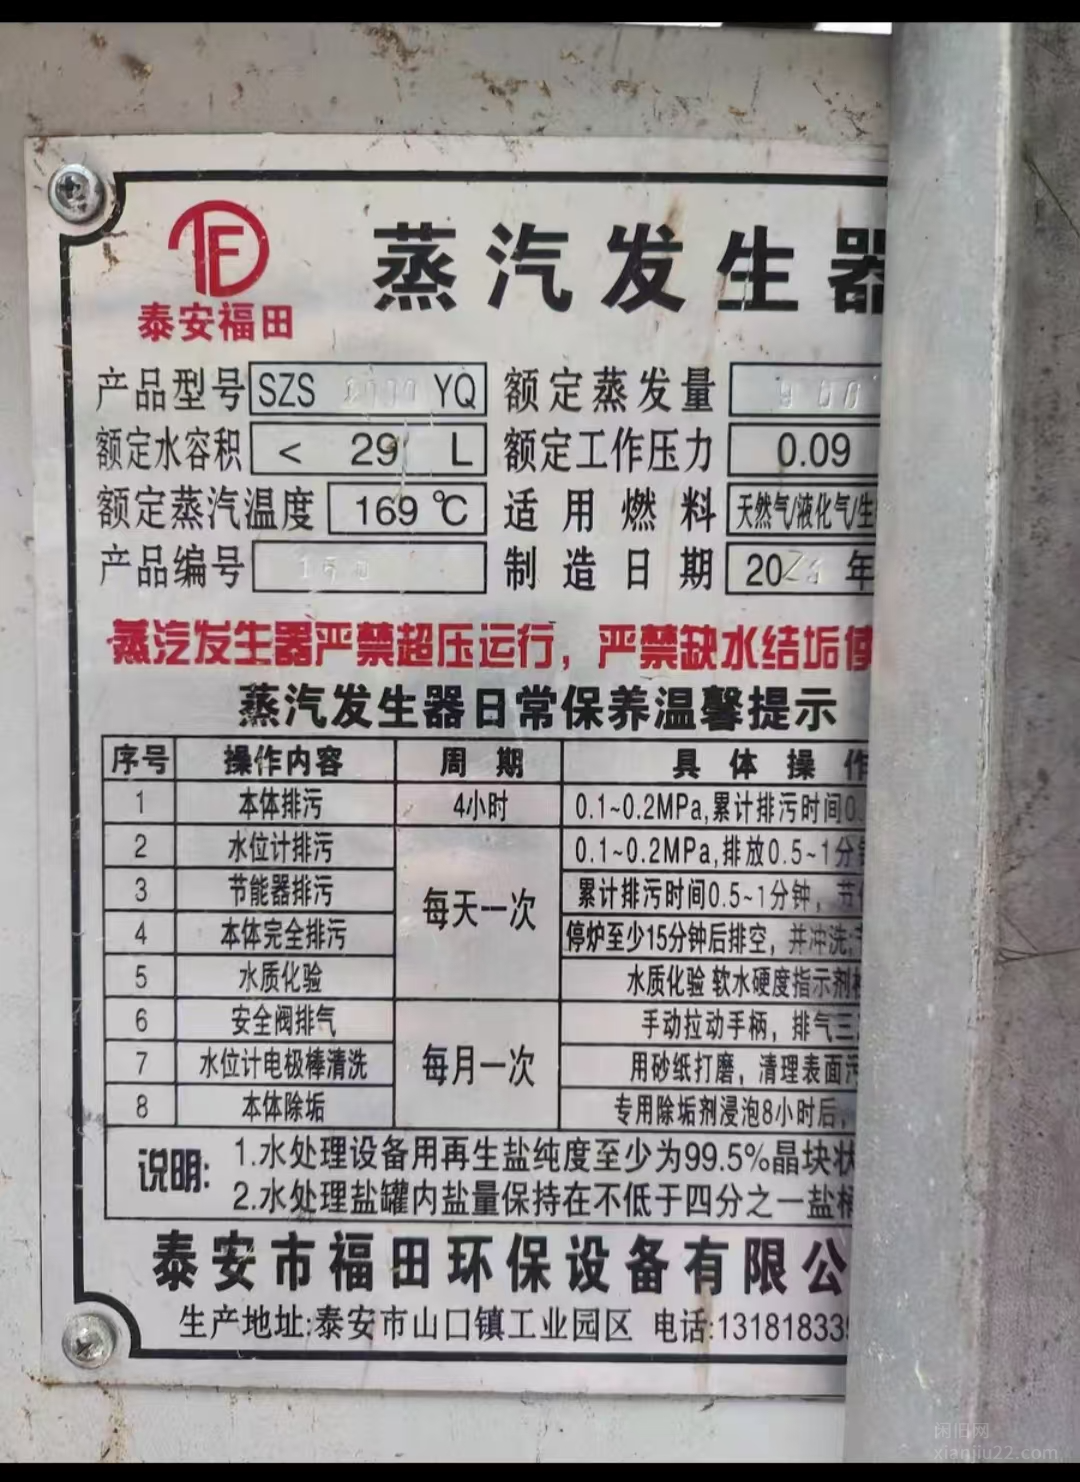 泰安福田
蒸汽发生器
产品型号 SZS YQ 额定蒸发量
额定水容积 < 29 L 额定工作压力 0.09
额定蒸汽温度 169 ℃ 适用燃料 天然气/液化气/生
产品编号 制造日期 20 年
蒸汽发生器严禁超压运行，严禁缺水结垢使
蒸汽发生器日常保养温馨提示
序号 操作内容 周期 具体操作
1 本体排污 4小时 0.1~0.2MPa,累计排污时间0.
2 水位计排污 0.1~0.2MPa,排放0.5~1分钟
3 节能器排污 每天一次 累计排污时间0.5~1分钟，节
4 本体完全排污 停炉至少15分钟后排空，并冲洗;
5 水质化验 水质化验 软水硬度指示剂
6 安全阀排气 手动拉动手柄，排气三
7 水位计电极棒清洗 每月一次 用砂纸打磨，清理表面污
8 本体除垢 专用除垢剂浸泡8小时后，
说明: 1.水处理设备用再生盐纯度至少为99.5%晶块状
2.水处理盐罐内盐量保持在不低于四分之一盐
泰安市福田环保设备有限公
生产地址:泰安市山口镇工业园区 电话:13181833
闲旧网
xianjiu22.com